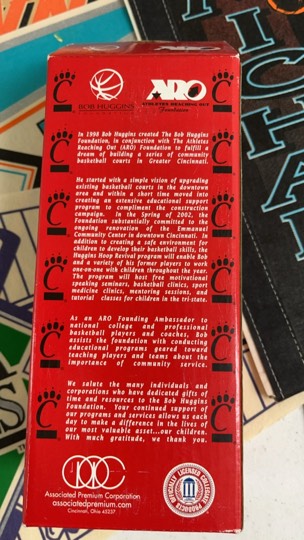 BOB HUGGINS
FOUNDATION
ARO
ATHLETES REACHING OUT
Foundation
In 1998 Bob Huggins created The Bob Huggins
Foundation, in conjunction with The Athletes
Reaching Out (ARO) Foundation to fulfill a
dream of building a series of community
basketball courts in Greater Cincinnati.
He started with a simple vision of upgrading
existing basketball courts in the downtown
area and within a short time moved into
creating an extensive educational support
program to compliment the construction
campaign. In the Spring of 2002, the
Foundation substantially committed to the
ongoing renovation of the Emmanuel
Community Center in downtown Cincinnati. In
addition to creating a safe environment for
children to develop their basketball skills, the
Huggins Hoop Revival program will enable Bob
and a variety of his former players to work
one-on-one with children throughout the year.
The program will host free motivational
speaking seminars, basketball clinics, sport
medicine clinics, mentoring sessions, and
tutorial classes for children in the tri-state.
As an ARO Founding Ambassador to
national college and professional
basketball players and coaches, Bob
assists the foundation with conducting
educational programs geared toward
teaching players and teams about the
importance of community service.
We salute the many individuals and
corporations who have dedicated gifts of
time and resources to the Bob Huggins
Foundation. Your continued support of
our programs and services allows us each
day to make a difference in the lives of
our most valuable asset...our children.
With much gratitude, we thank you.
Associated Premium Corporation
associatedpremium.com
Cincinnati, Ohio 45237
OFFICIALLY LICENSED COLLEGIATE
PRODUCTS